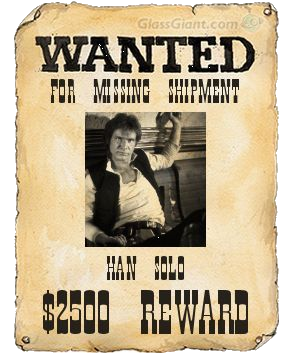 GlassGiant.com
WANTED
FOR MISSING SHIPMENT
HAN SOLO
$2500 REWARD